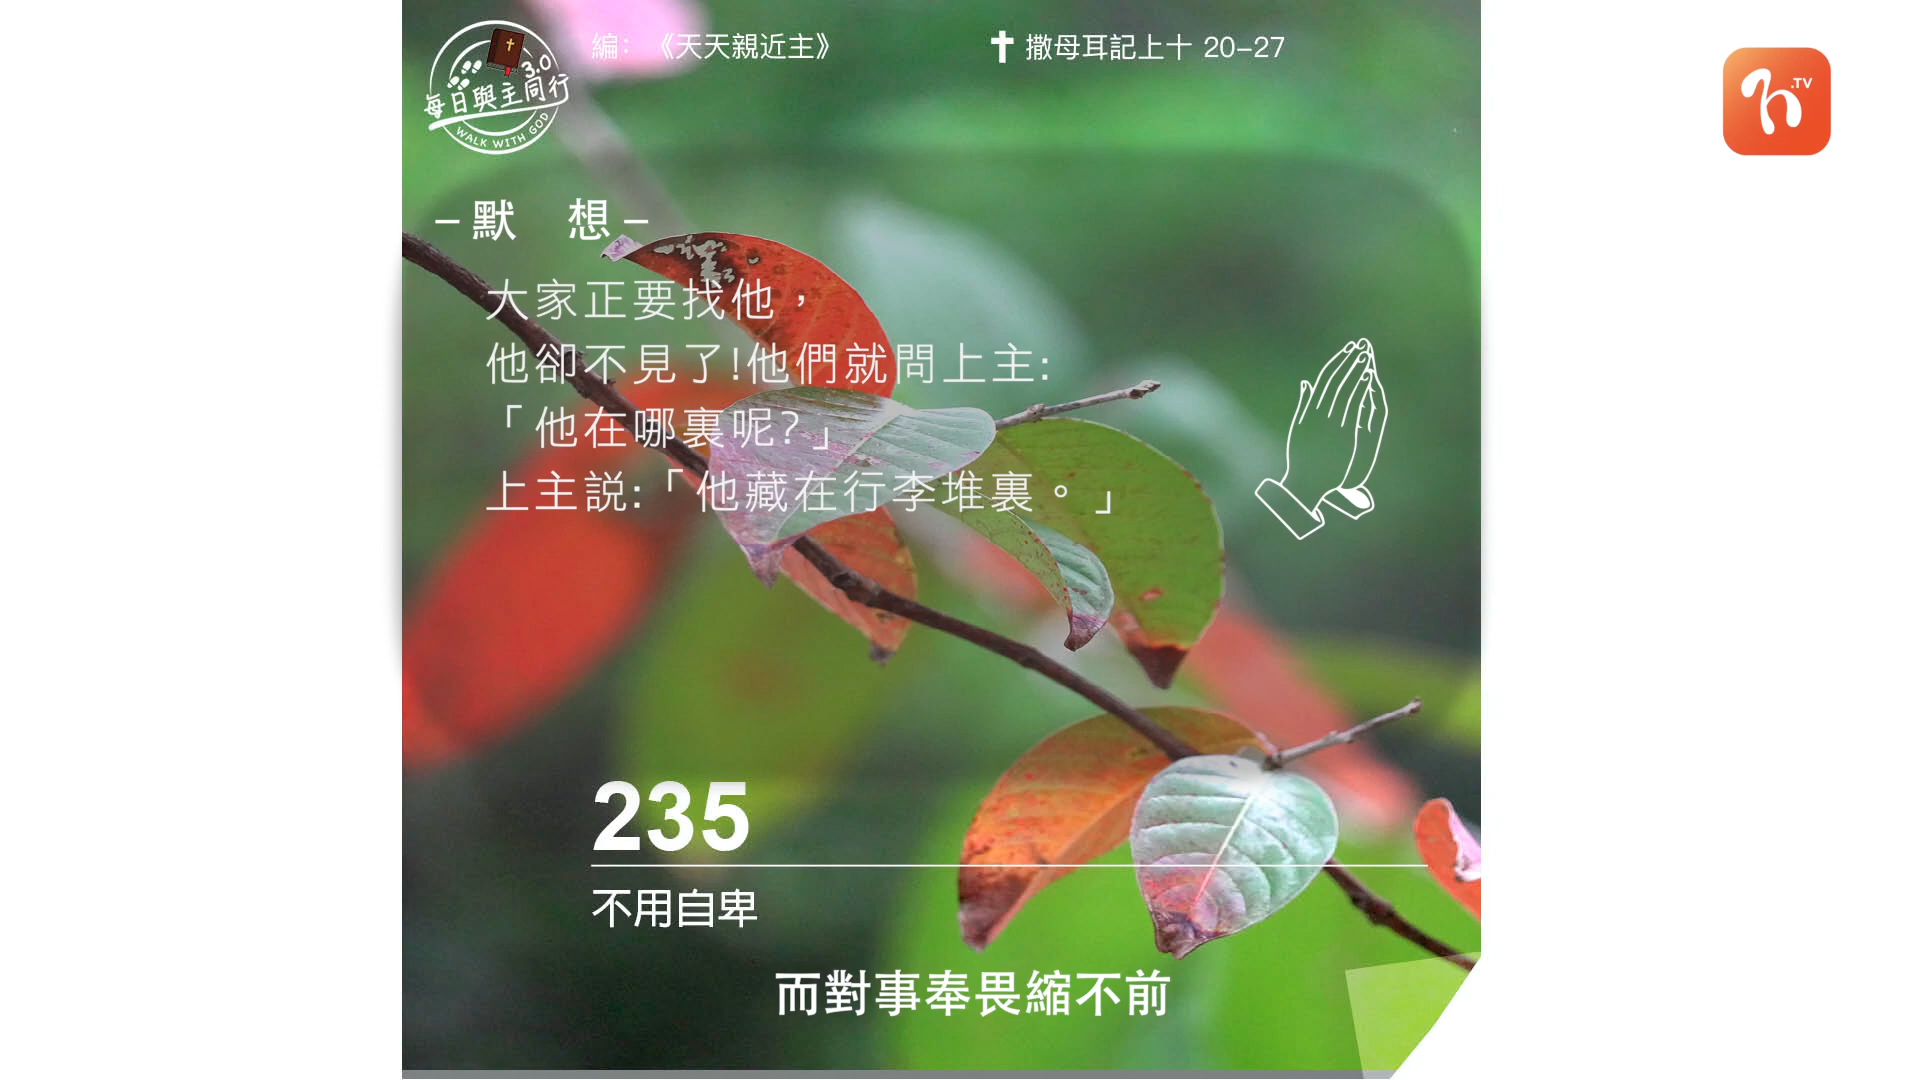 3.0
每日與主同行
WALK WITH GOD
編：《天天親近主》
撒母耳記上十 20-27
h.TV
–默 想–
大家正要找他，
他卻不見了!他們就問上主:
「他在哪裏呢?」
上主説:「他藏在行李堆裏。」
235
不用自卑
而對事奉畏縮不前